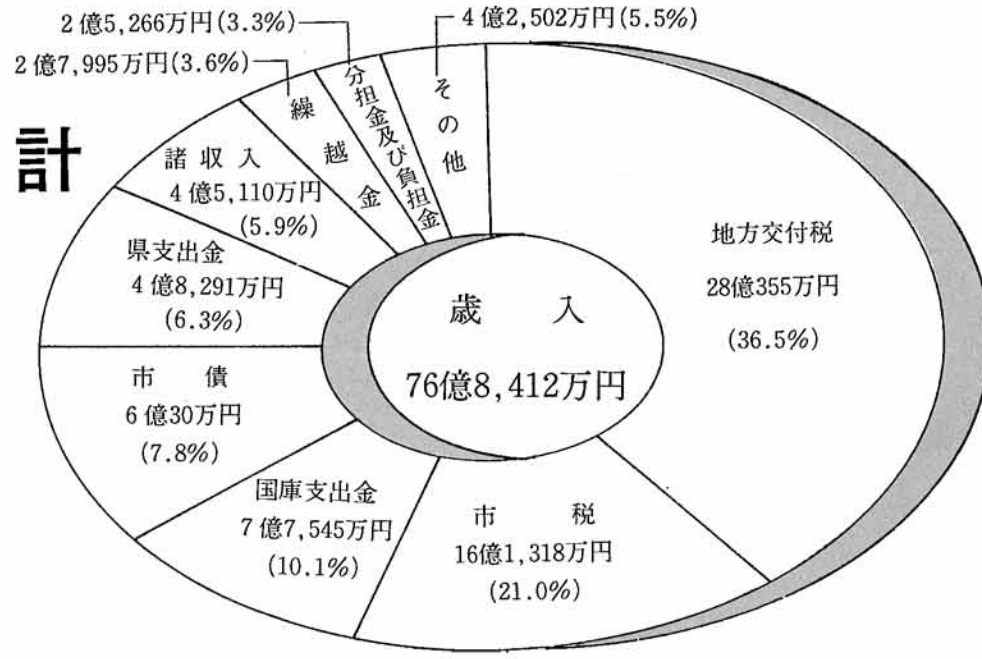 計
歳入
76億8,412万円
地方交付税
28億355万円
(36.5%)
市税
16億1,318万円
(21.0%)
国庫支出金
7億7,545万円
(10.1%)
市債
6億30万円
(7.8%)
県支出金
4億8,291万円
(6.3%)
諸収入
4億5,110万円
(5.9%)
繰越金
2億7,995万円(3.6%)
分担金及び負担金
2億5,266万円(3.3%)
その他
4億2,502万円(5.5%)